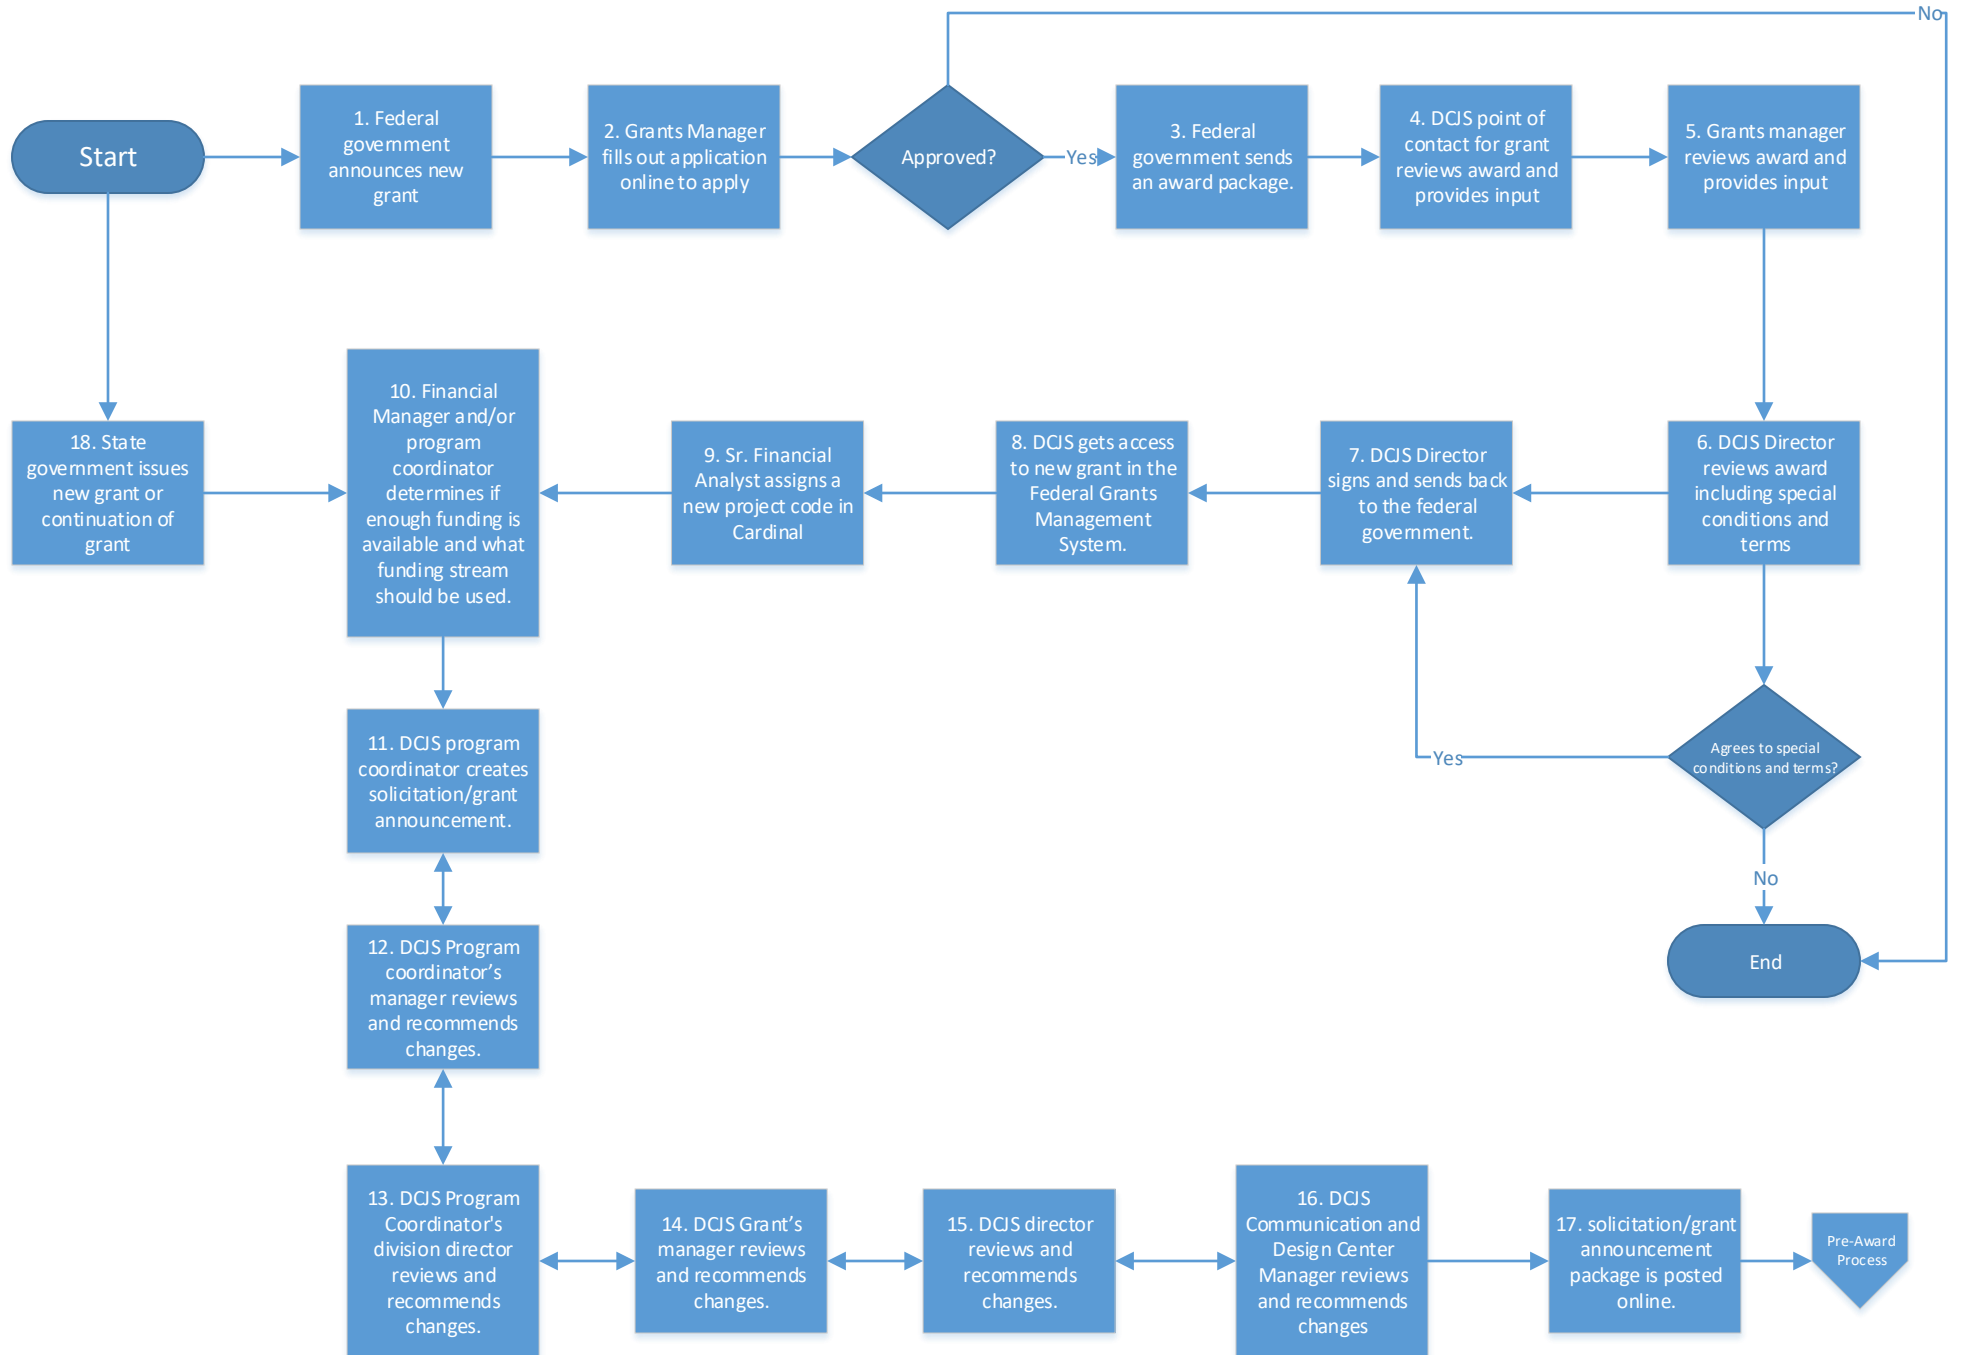 No
Start
1. Federal
government
announces new
grant
2. Grants Manager
fills out application
online to apply
Approved?
Yes
3. Federal
government sends
an award package.
4. DCJS point of
contact for grant
reviews award and
provides input
5. Grants manager
reviews award and
provides input
18. State
government issues
new grant or
continuation of
grant
10. Financial
Manager and/or
program
coordinator
determines if
enough funding is
available and what
funding stream
should be used.
9. Sr. Financial
Analyst assigns a
new project code in
Cardinal
8. DCJS gets access
to new grant in the
Federal Grants
Management
System.
7. DCJS Director
signs and sends back
to the federal
government.
6. DCJS Director
reviews award
including special
conditions and
terms
11. DCJS program
coordinator creates
solicitation/grant
announcement.
Yes
Agrees to special
conditions and terms?
No
End
12. DCJS Program
coordinator’s
manager reviews
and recommends
changes.
13. DCJS Program
Coordinator's
division director
reviews and
recommends
changes.
14. DCJS Grant’s
manager reviews
and recommends
changes.
15. DCJS director
reviews and
recommends
changes.
16. DCJS
Communication and
Design Center
Manager reviews
and recommends
changes
17. solicitation/grant
announcement
package is posted
online.
Pre-Award
Process